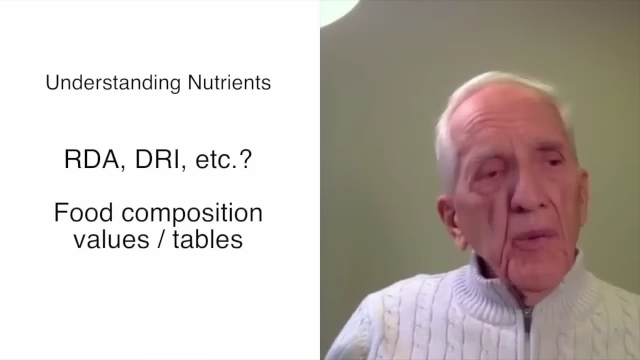 Understanding Nutrients
RDA, DRI, etc.?
Food composition
values / tables